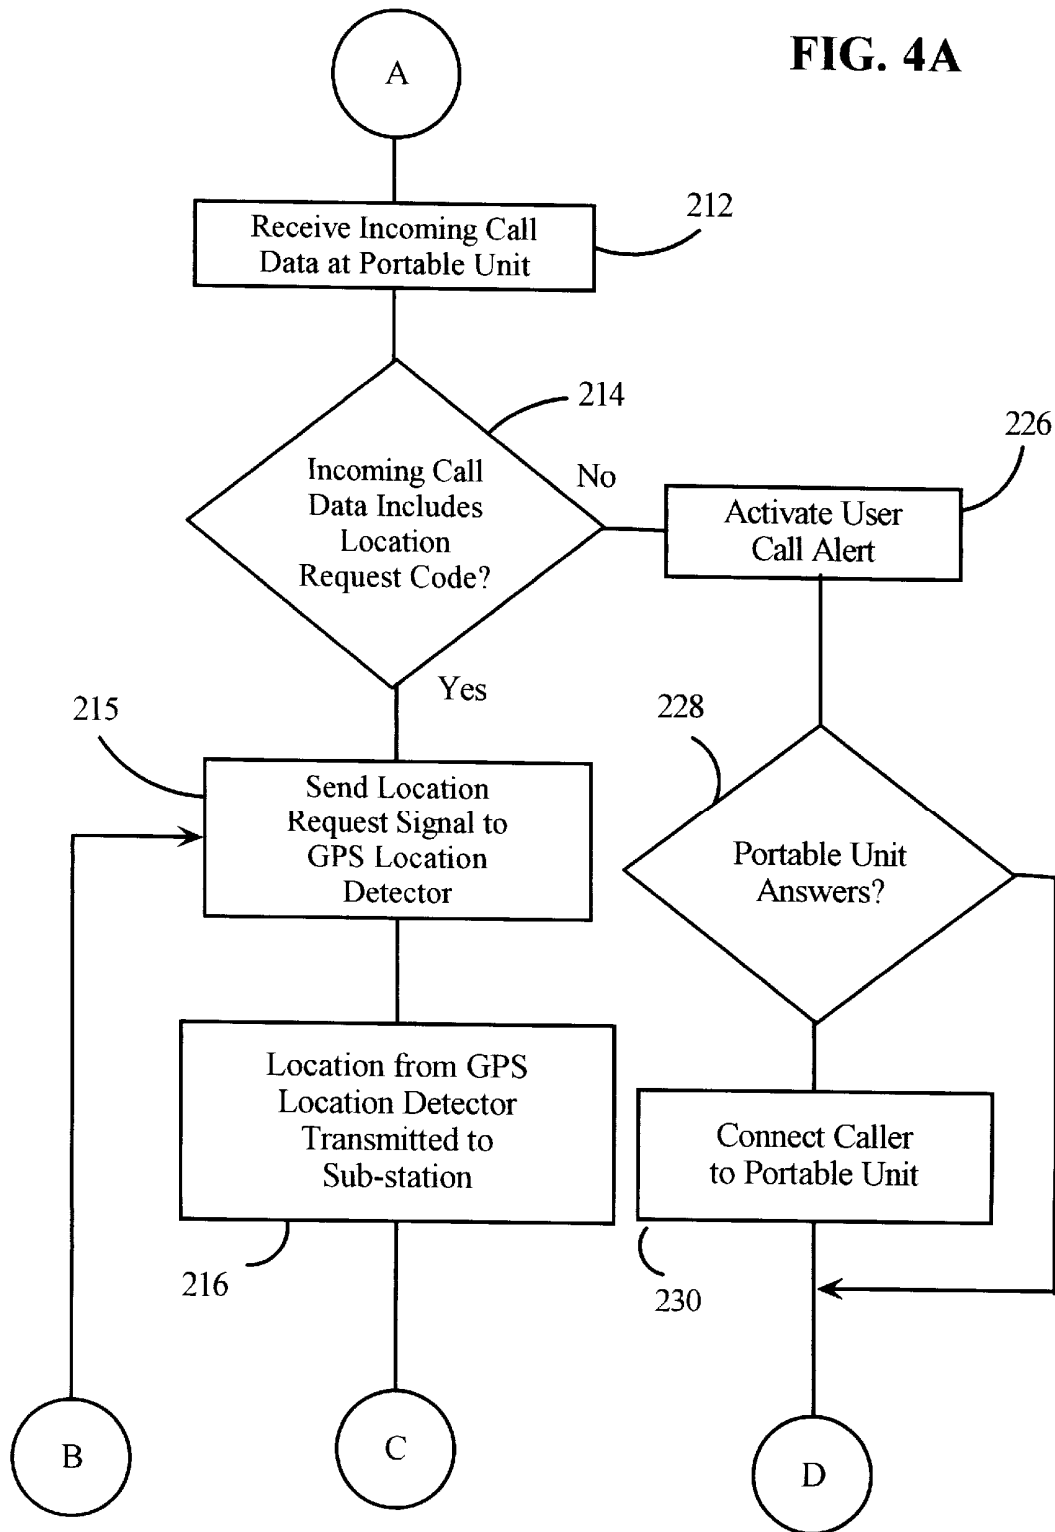 FIG. 4A
A
212
Receive Incoming Call
Data at Portable Unit
214
Incoming Call
Data Includes
Location
Request Code?
No
226
Activate User
Call Alert
Yes
215
Send Location
Request Signal to
GPS Location
Detector
228
Portable Unit
Answers?
Location from GPS
Location Detector
Transmitted to
Sub-station
216
Connect Caller
to Portable Unit
230
B
C
D